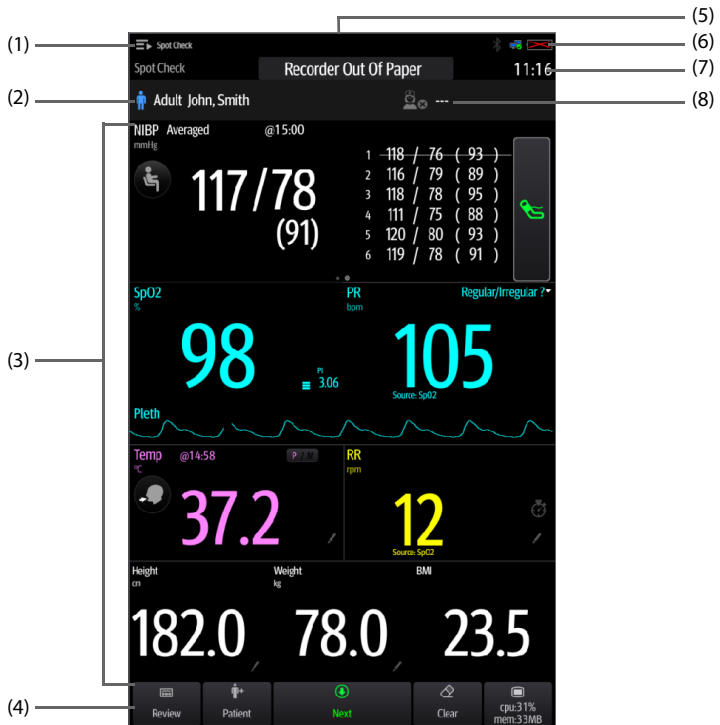 (5)
(1)
Spot Check
(6)
Spot Check
Recorder Out Of Paper
11:16
(7)
(2)
Adult John, Smith
---
(8)
NIBP Averaged @15:00
mmHg
117/78
(91)
1 118 / 76 ( 93 )
2 116 / 79 ( 89 )
3 118 / 78 ( 95 )
4 111 / 75 ( 88 )
5 120 / 80 ( 93 )
6 119 / 78 ( 91 )
(3)
SpO2
%
98
PI
3.06
PR
bpm
Regular/Irregular ?
105
Source: SpO2
Pleth
Temp @14:58
°C
P / M
37.2
RR
rpm
12
Source: SpO2
Height
cm
182.0
Weight
kg
78.0
BMI
23.5
(4)
Review
Patient
Next
Clear
cpu:31%
mem:33MB